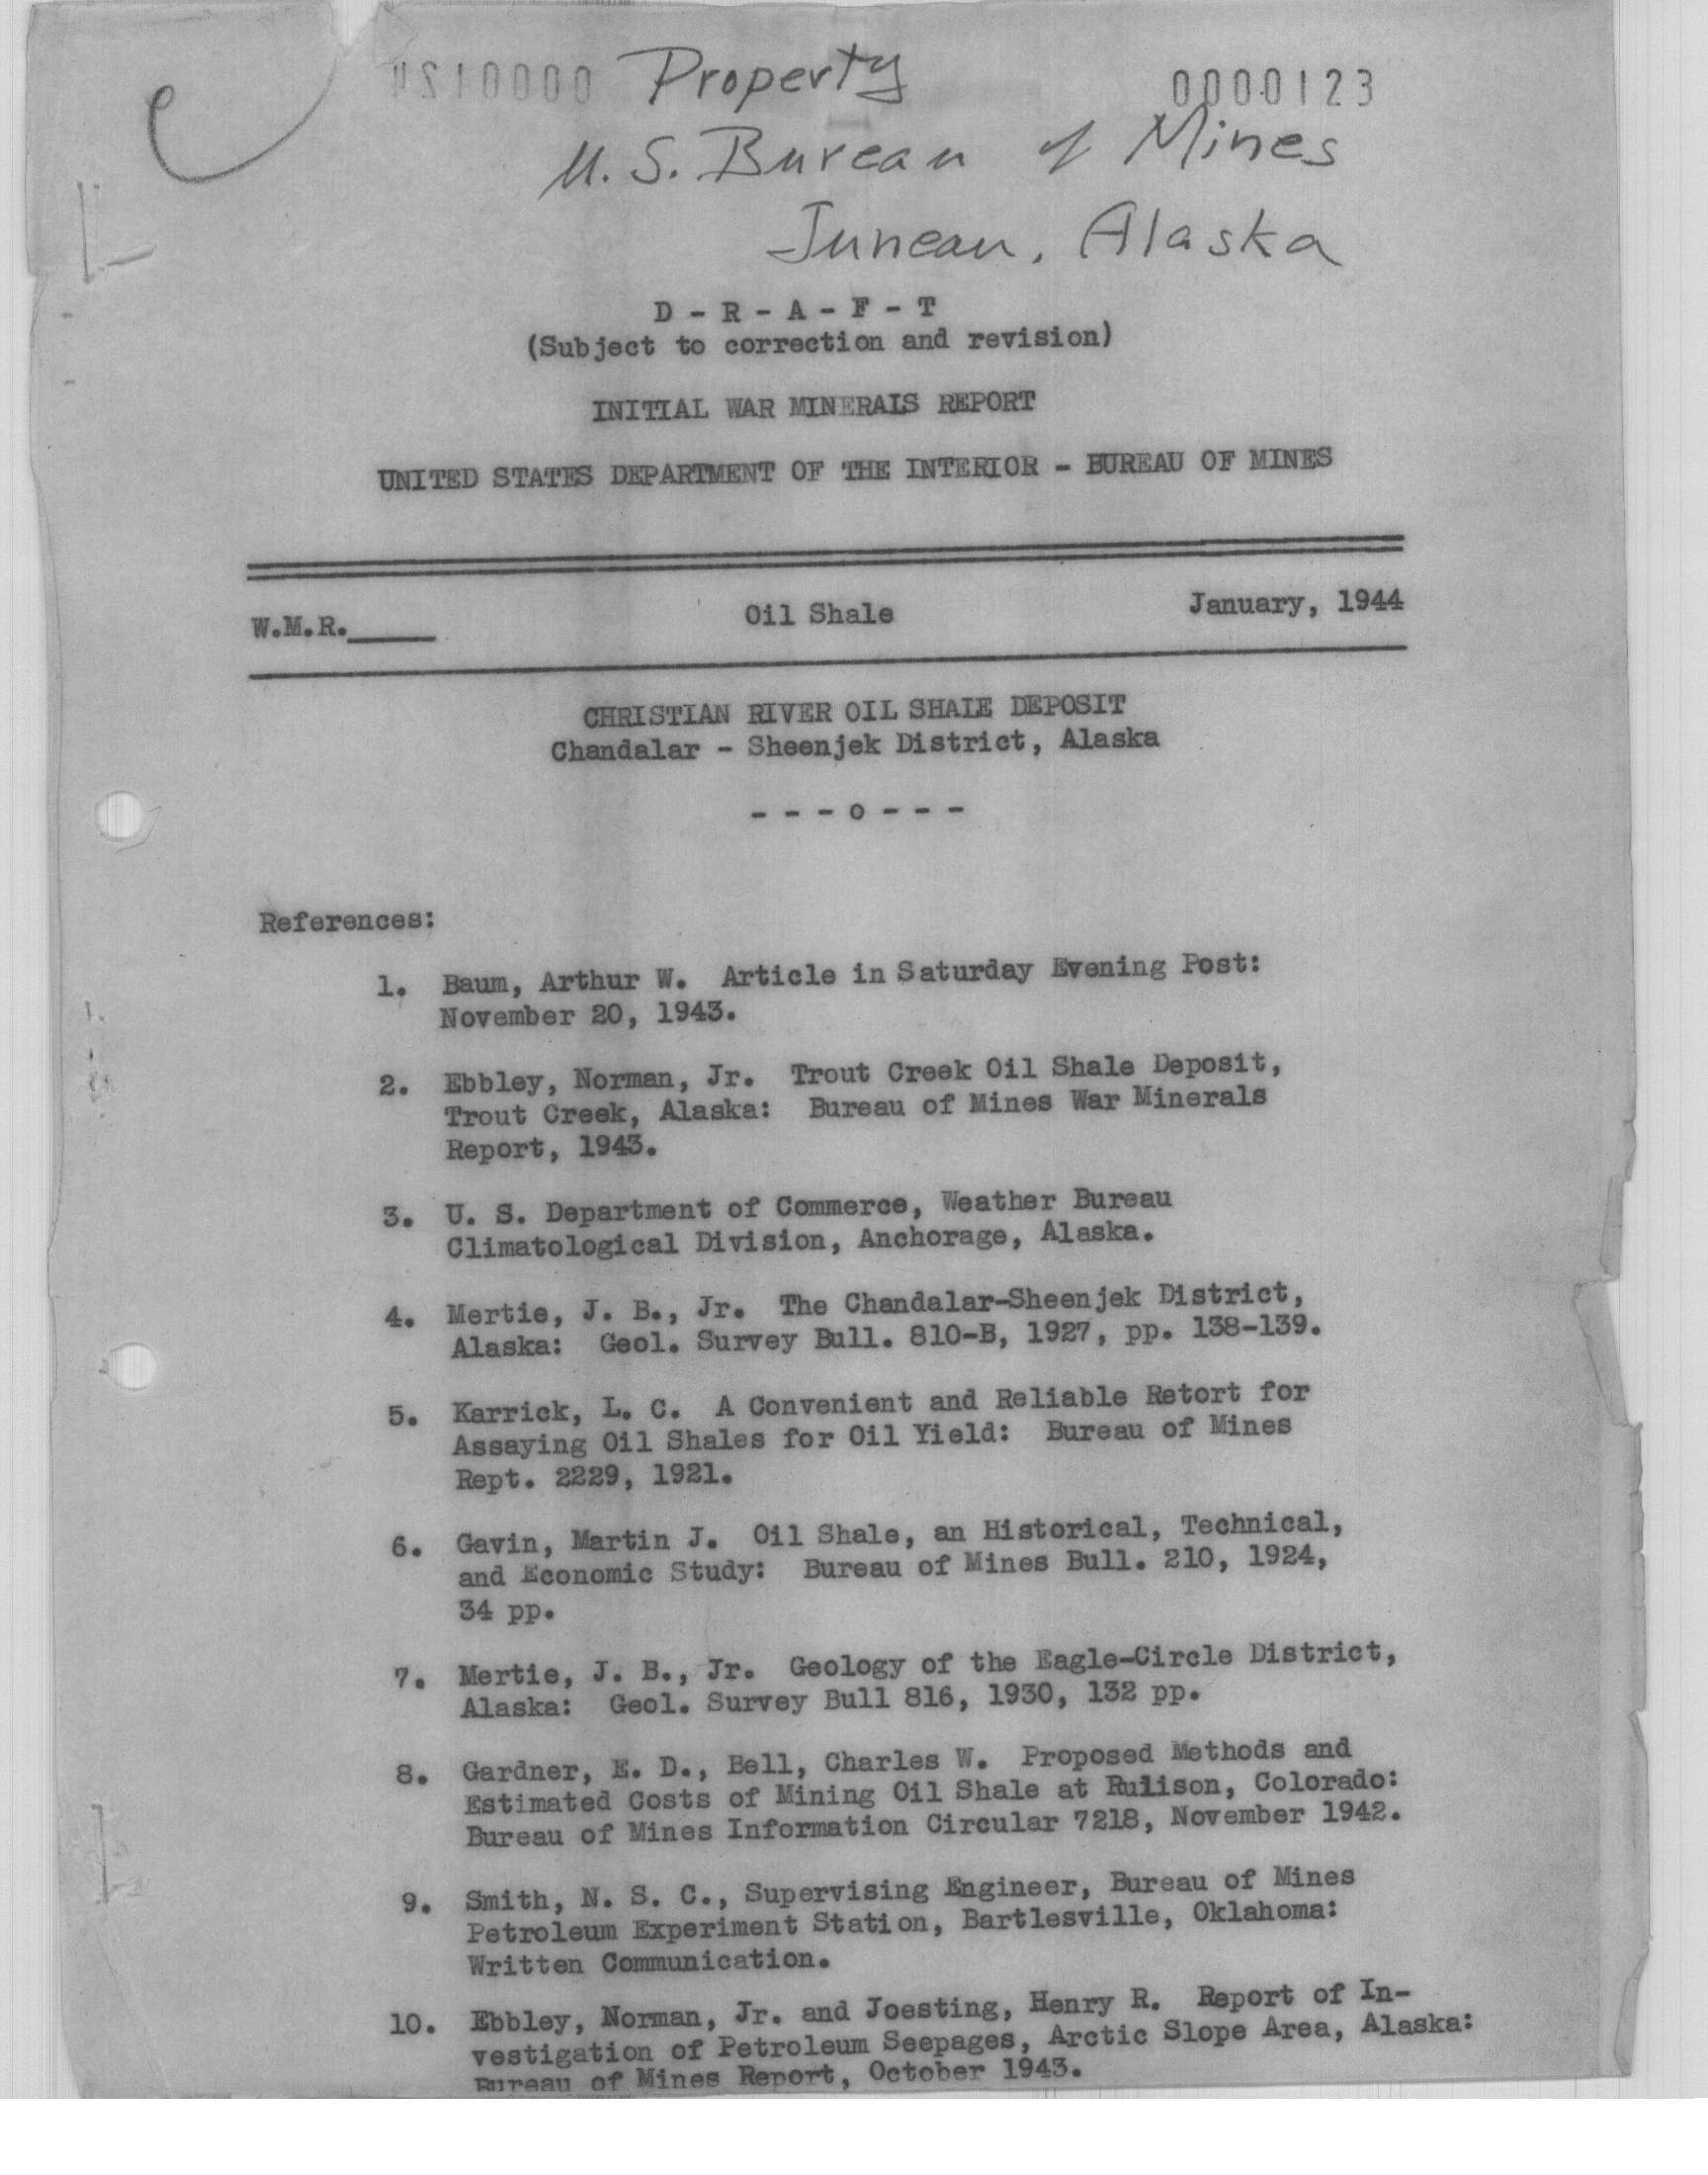 Property 0000123
U. S. Bureau of Mines
Juneau, Alaska
D - R - A - F - T
(Subject to correction and revision)
INITIAL WAR MINERALS REPORT
UNITED STATES DEPARTMENT OF THE INTERIOR - BUREAU OF MINES
W.M.R._____ Oil Shale January, 1944
CHRISTIAN RIVER OIL SHALE DEPOSIT
Chandalar - Sheenjek District, Alaska
- - - o - - -
References:
1. Baum, Arthur W. Article in Saturday Evening Post:
November 20, 1943.
2. Ebbley, Norman, Jr. Trout Creek Oil Shale Deposit,
Trout Creek, Alaska: Bureau of Mines War Minerals
Report, 1943.
3. U. S. Department of Commerce, Weather Bureau
Climatological Division, Anchorage, Alaska.
4. Mertie, J. B., Jr. The Chandalar-Sheenjek District,
Alaska: Geol. Survey Bull. 810-B, 1927, pp. 138-139.
5. Karrick, L. C. A Convenient and Reliable Retort for
Assaying Oil Shales for Oil Yield: Bureau of Mines
Rept. 2229, 1921.
6. Gavin, Martin J. Oil Shale, an Historical, Technical,
and Economic Study: Bureau of Mines Bull. 210, 1924,
34 pp.
7. Mertie, J. B., Jr. Geology of the Eagle-Circle District,
Alaska: Geol. Survey Bull 816, 1930, 132 pp.
8. Gardner, E. D., Bell, Charles W. Proposed Methods and
Estimated Costs of Mining Oil Shale at Rulison, Colorado:
Bureau of Mines Information Circular 7218, November 1942.
9. Smith, N. S. C., Supervising Engineer, Bureau of Mines
Petroleum Experiment Station, Bartlesville, Oklahoma:
Written Communication.
10. Ebbley, Norman, Jr. and Joesting, Henry R. Report of In-
vestigation of Petroleum Seepages, Arctic Slope Area, Alaska:
Bureau of Mines Report, October 1943.